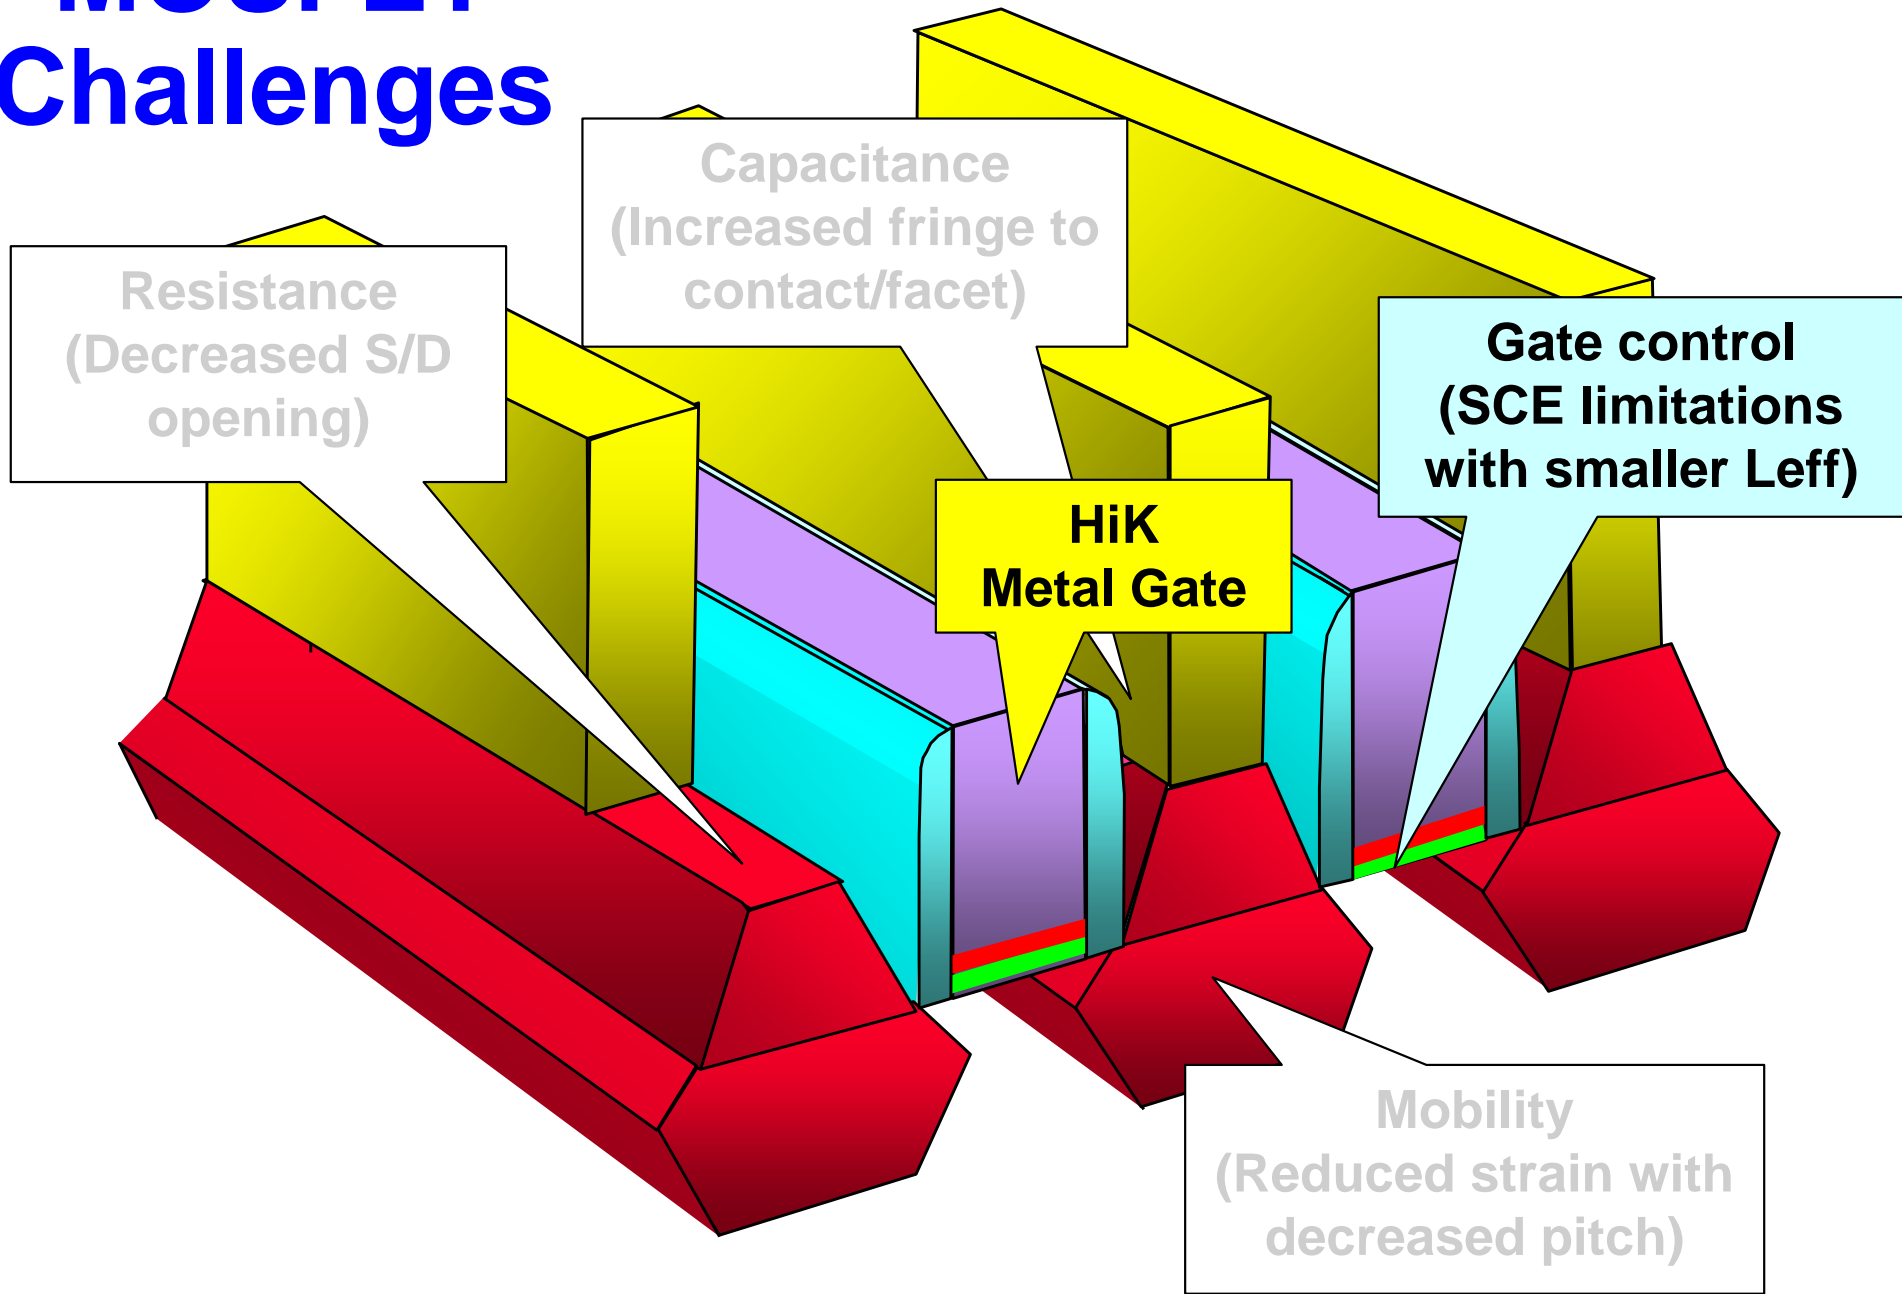 MOSFET
Challenges
Capacitance
(Increased fringe to
contact/facet)
Resistance
(Decreased S/D
opening)
Gate control
(SCE limitations
with smaller Leff)
HiK
Metal Gate
Mobility
(Reduced strain with
decreased pitch)